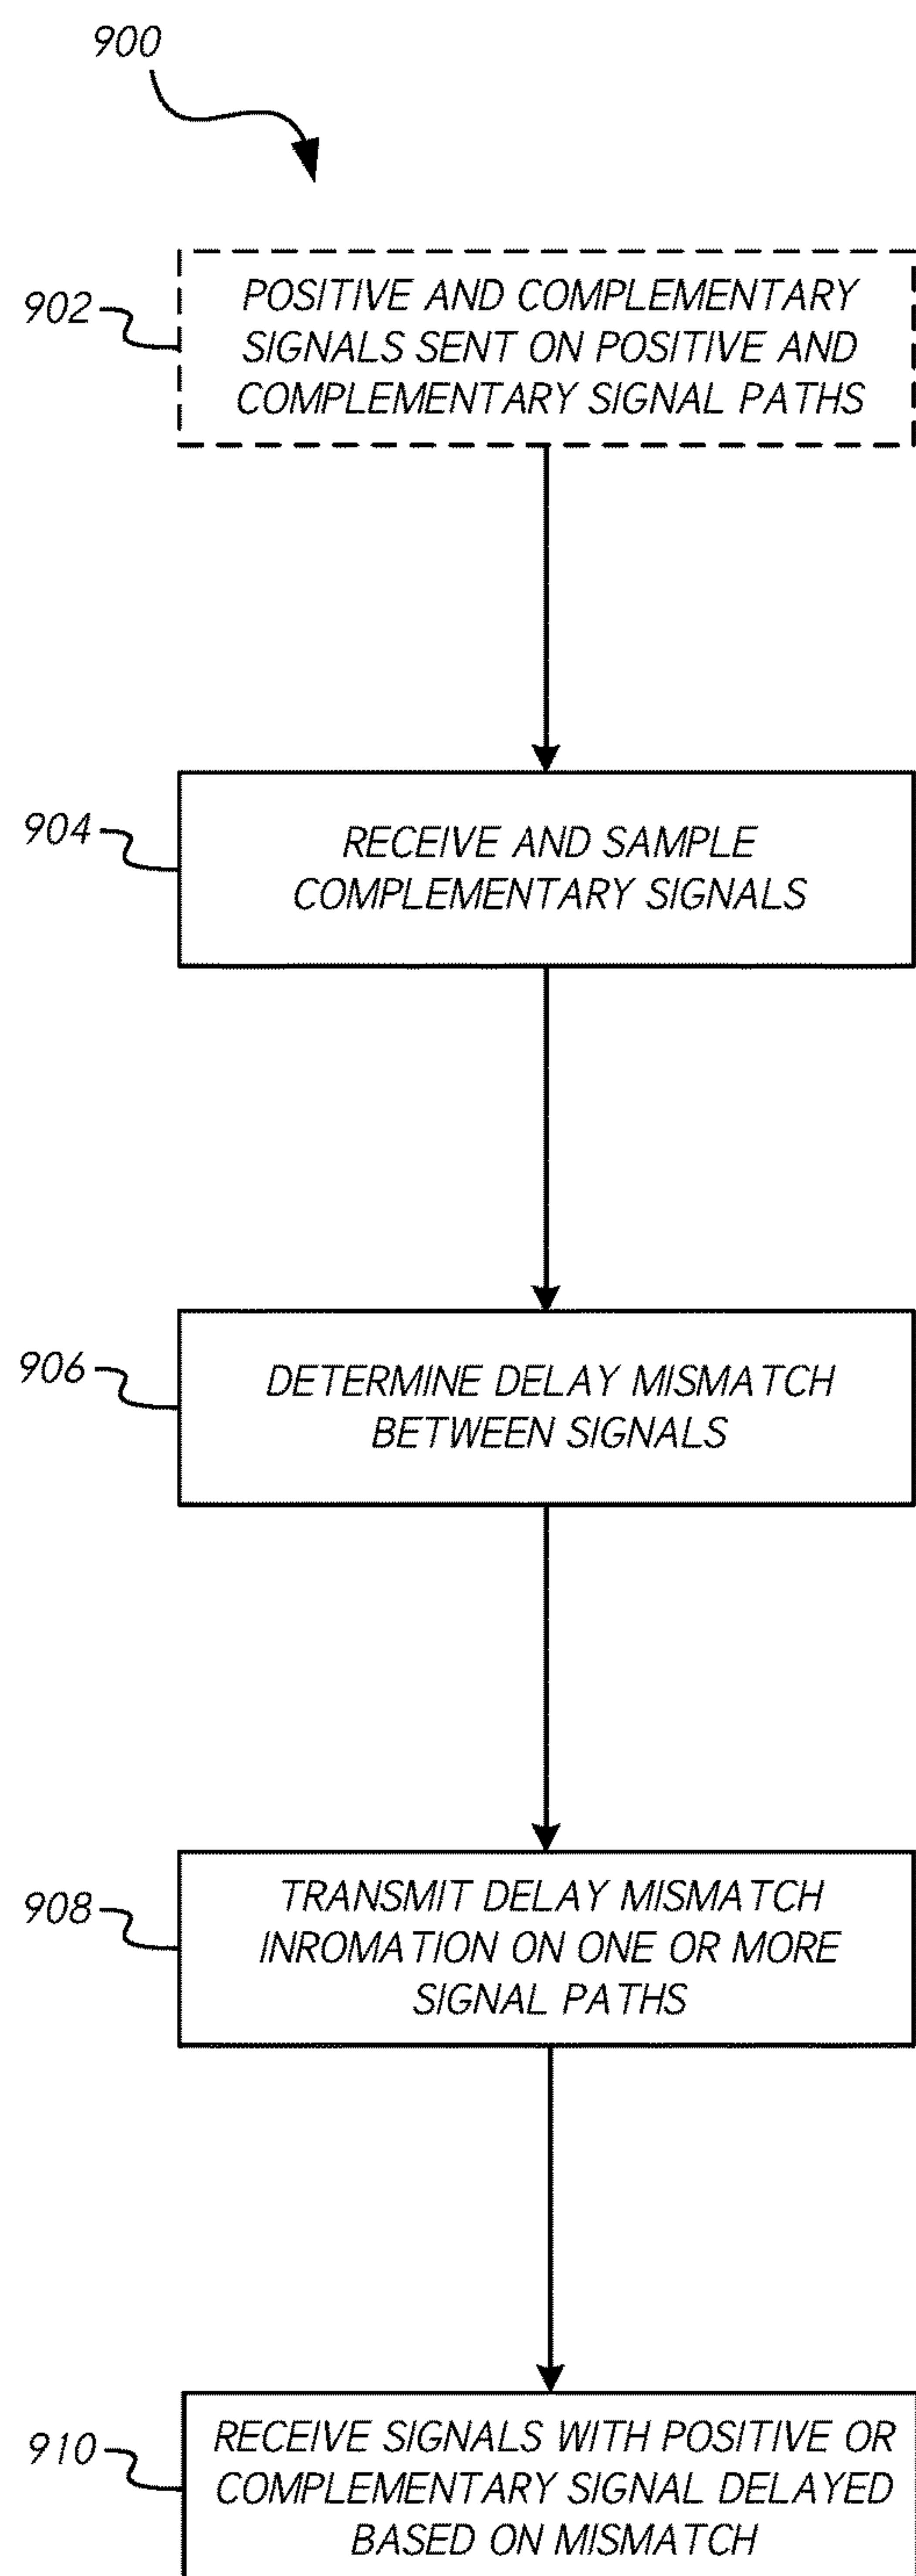 900
902
POSITIVE AND COMPLEMENTARY
SIGNALS SENT ON POSITIVE AND
COMPLEMENTARY SIGNAL PATHS
904
RECEIVE AND SAMPLE
COMPLEMENTARY SIGNALS
906
DETERMINE DELAY MISMATCH
BETWEEN SIGNALS
908
TRANSMIT DELAY MISMATCH
INROMATION ON ONE OR MORE
SIGNAL PATHS
910
RECEIVE SIGNALS WITH POSITIVE OR
COMPLEMENTARY SIGNAL DELAYED
BASED ON MISMATCH